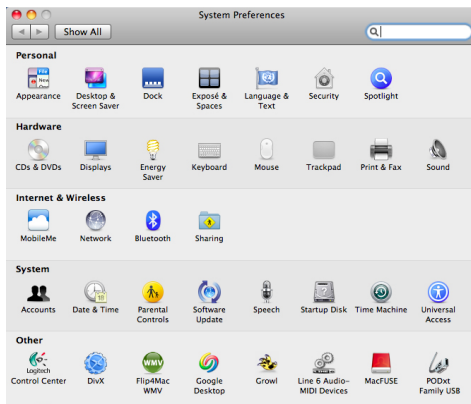 System Preferences
Show All
Personal
File
New
Appearance
Desktop &
Screen Saver
Dock
Exposé &
Spaces
Language &
Text
Security
Spotlight
Hardware
CDs & DVDs
Displays
Energy
Saver
Keyboard
Mouse
Trackpad
Print & Fax
Sound
Internet & Wireless
MobileMe
Network
Bluetooth
Sharing
System
Accounts
Date & Time
Parental
Controls
Software
Update
Speech
Startup Disk
Time Machine
Universal
Access
Other
Logitech
Control Center
DivX
WMV
Flip4Mac
WMV
Google
Desktop
Growl
Line 6 Audio-
MIDI Devices
MacFUSE
PODxt
Family USB